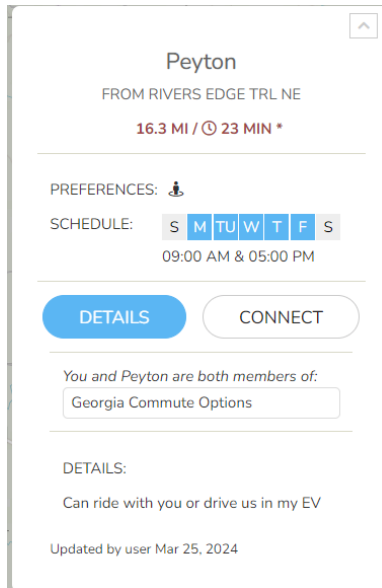 Peyton
FROM RIVERS EDGE TRL NE
16.3 MI / 23 MIN *
PREFERENCES:
SCHEDULE: S M TU W T F S
09:00 AM & 05:00 PM
DETAILS CONNECT
You and Peyton are both members of:
Georgia Commute Options
DETAILS:
Can ride with you or drive us in my EV
Updated by user Mar 25, 2024